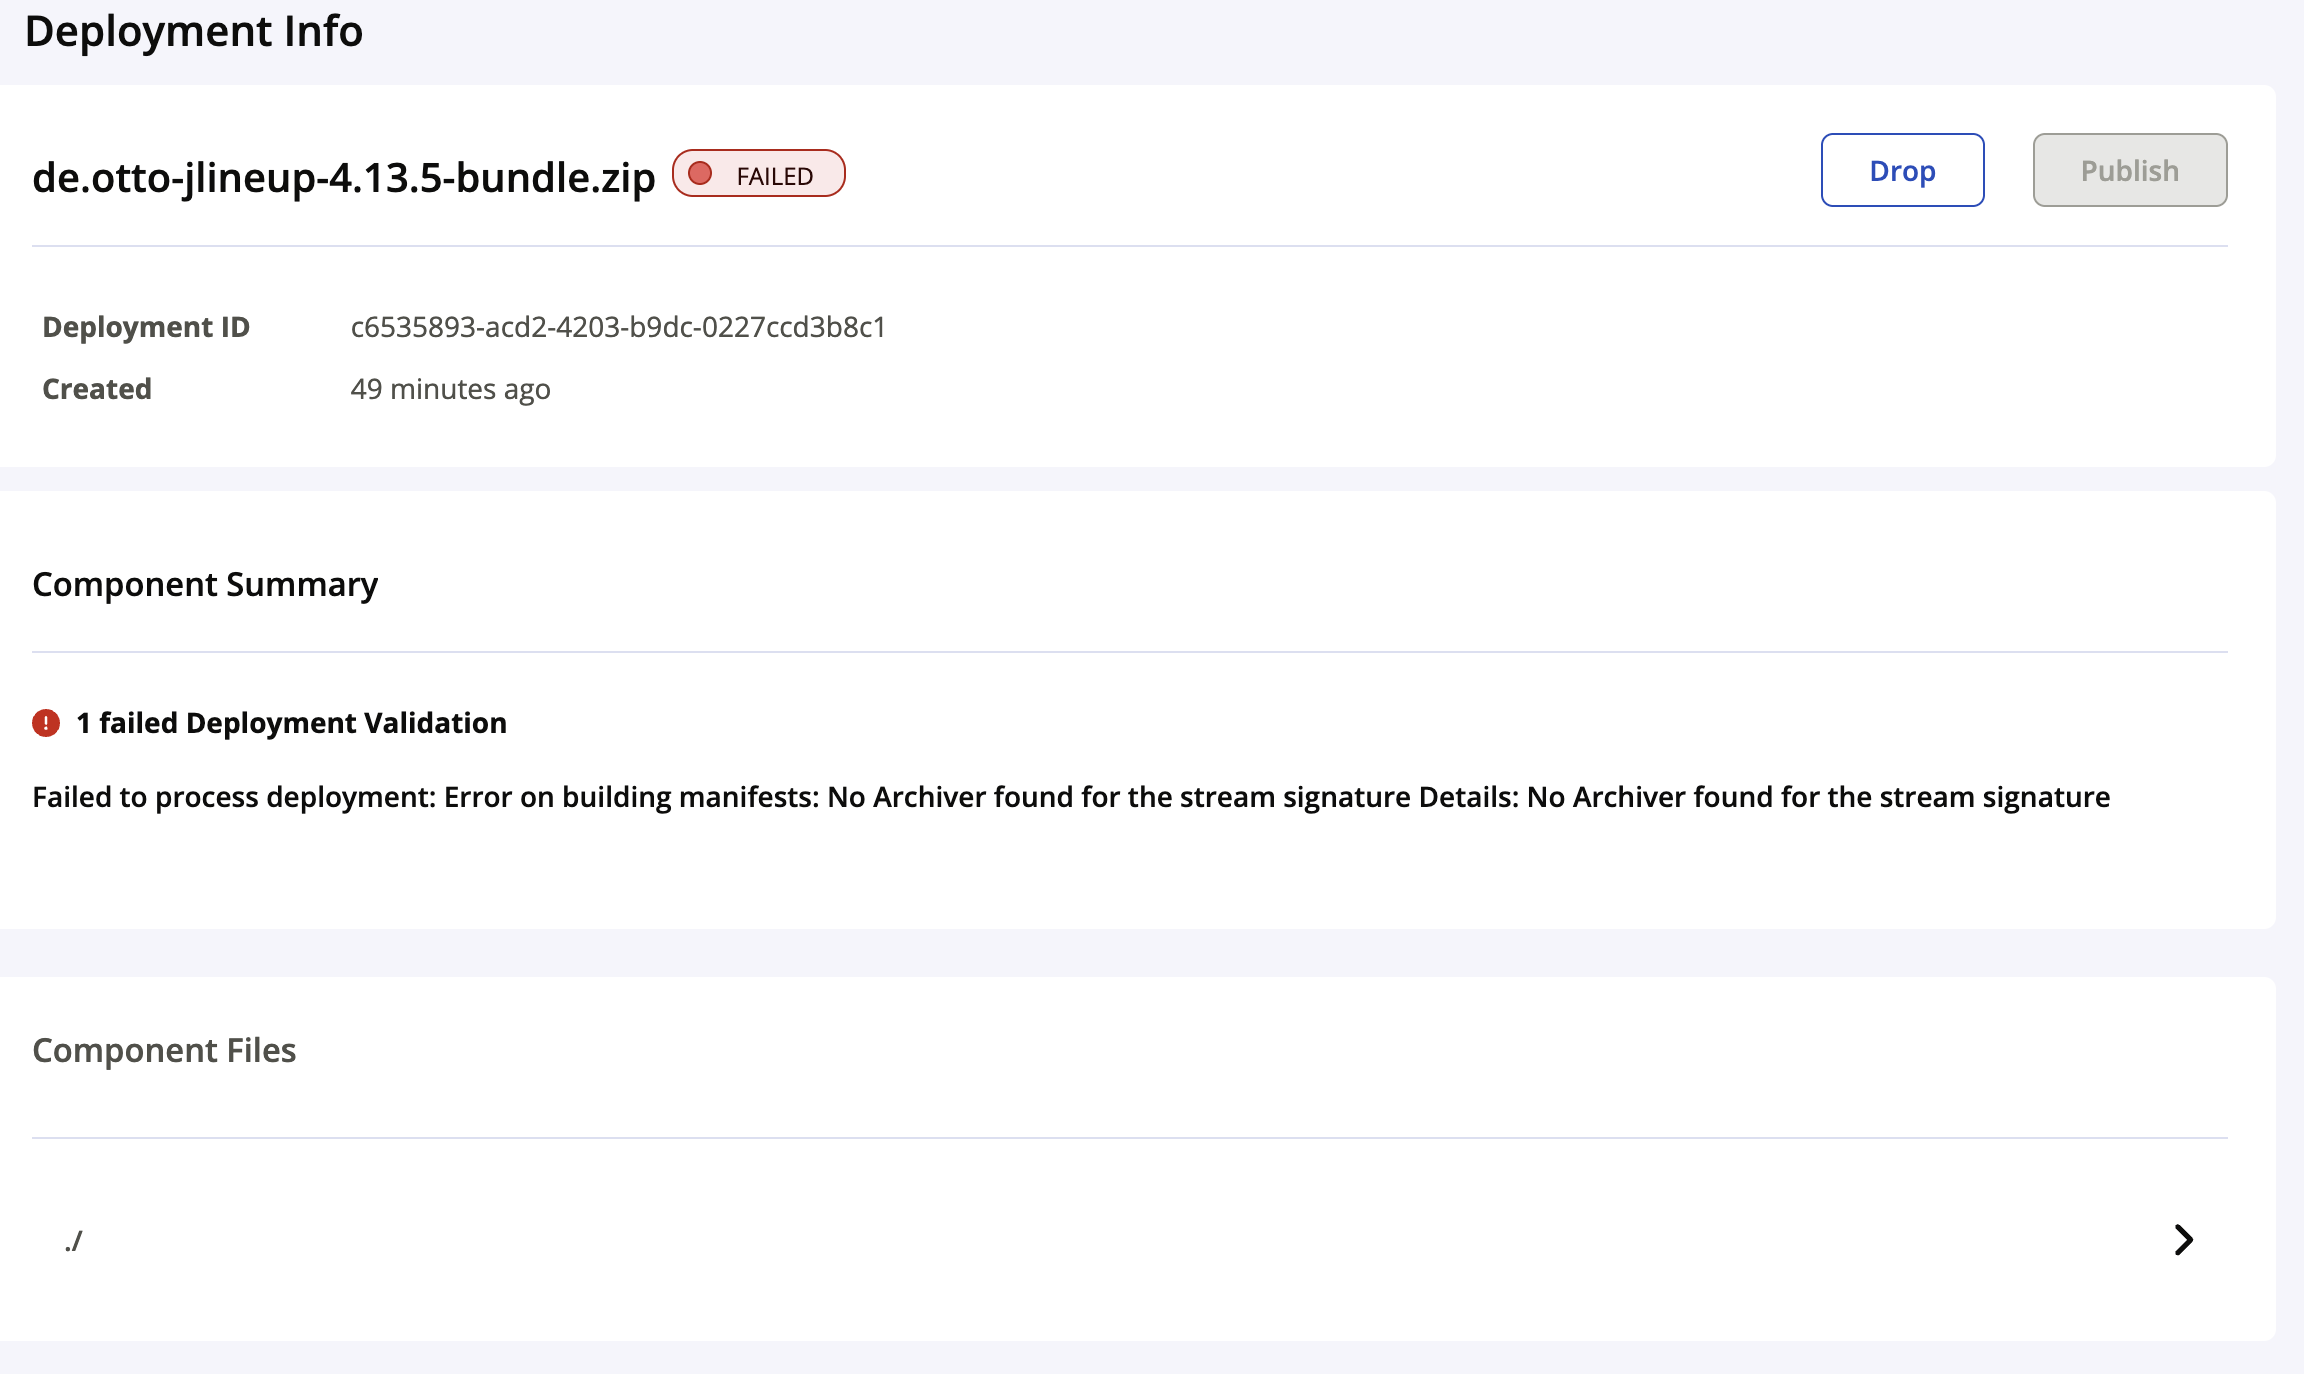 Deployment Info
de.otto-jlineup-4.13.5-bundle.zip FAILED Drop Publish
Deployment ID c6535893-acd2-4203-b9dc-0227ccd3b8c1
Created 49 minutes ago
Component Summary
1 failed Deployment Validation
Failed to process deployment: Error on building manifests: No Archiver found for the stream signature Details: No Archiver found for the stream signature
Component Files
./